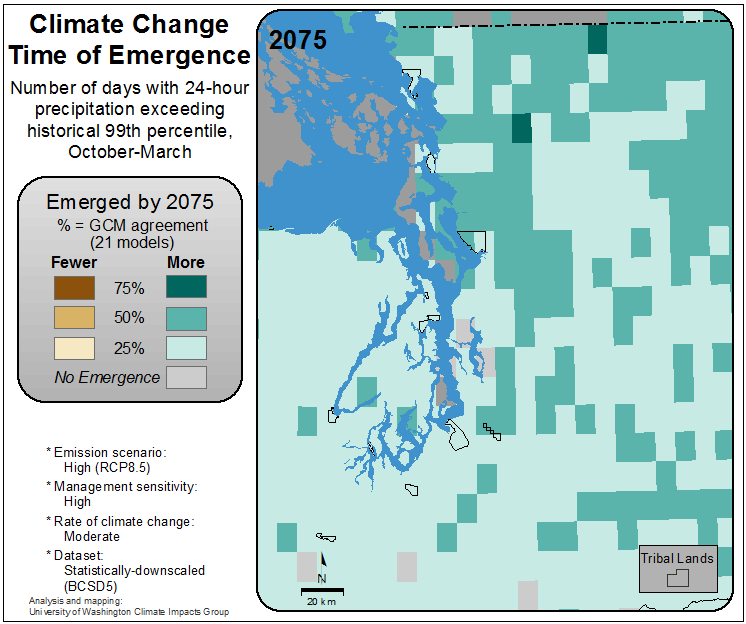 Climate Change
Time of Emergence
Number of days with 24-hour
precipitation exceeding
historical 99th percentile,
October-March
Emerged by 2075
% = GCM agreement
(21 models)
Fewer More
75%
50%
25%
No Emergence
* Emission scenario:
High (RCP8.5)
* Management sensitivity:
High
* Rate of climate change:
Moderate
* Dataset:
Statistically-downscaled
(BCSD5)
Analysis and mapping:
University of Washington Climate Impacts Group
2075
N
20 km
Tribal Lands